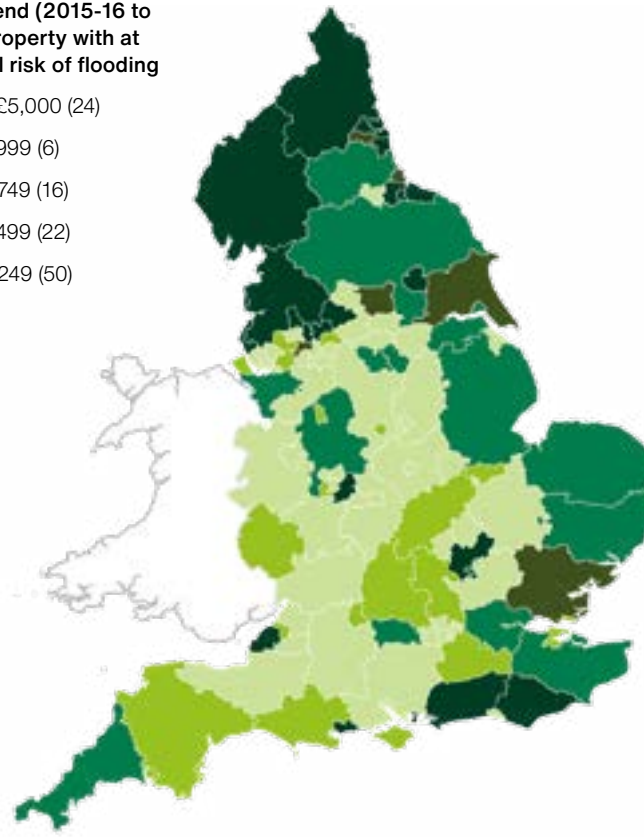 end (2015-16 to
roperty with at
l risk of flooding
£5,000 (24)
999 (6)
749 (16)
499 (22)
249 (50)